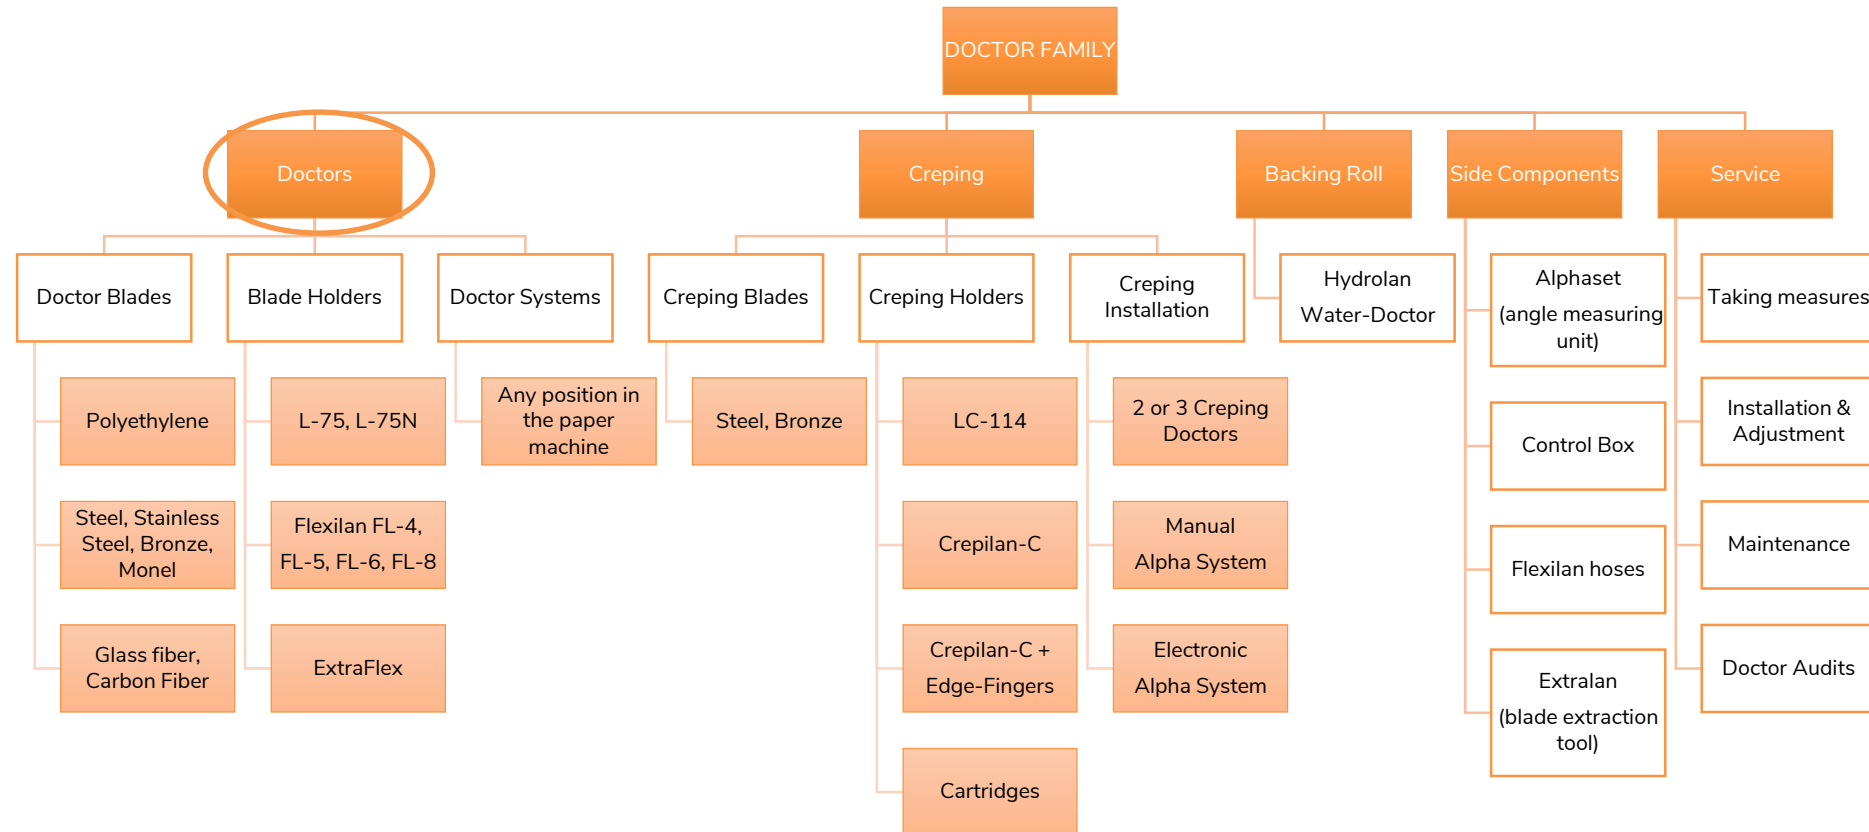 DOCTOR FAMILY
Doctors
Creping
Backing Roll
Side Components
Service
Doctor Blades
Blade Holders
Doctor Systems
Creping Blades
Creping Holders
Creping
Installation
Hydrolan
Water-Doctor
Alphaset
(angle measuring
unit)
Taking measures
Polyethylene
L-75, L-75N
Any position in
the paper
machine
Steel, Bronze
LC-114
2 or 3 Creping
Doctors
Control Box
Installation &
Adjustment
Steel, Stainless
Steel, Bronze,
Monel
Flexilan FL-4,
FL-5, FL-6, FL-8
Crepilan-C
Manual
Alpha System
Flexilan hoses
Maintenance
Glass fiber,
Carbon Fiber
ExtraFlex
Crepilan-C +
Edge-Fingers
Electronic
Alpha System
Extralan
(blade extraction
tool)
Doctor Audits
Cartridges